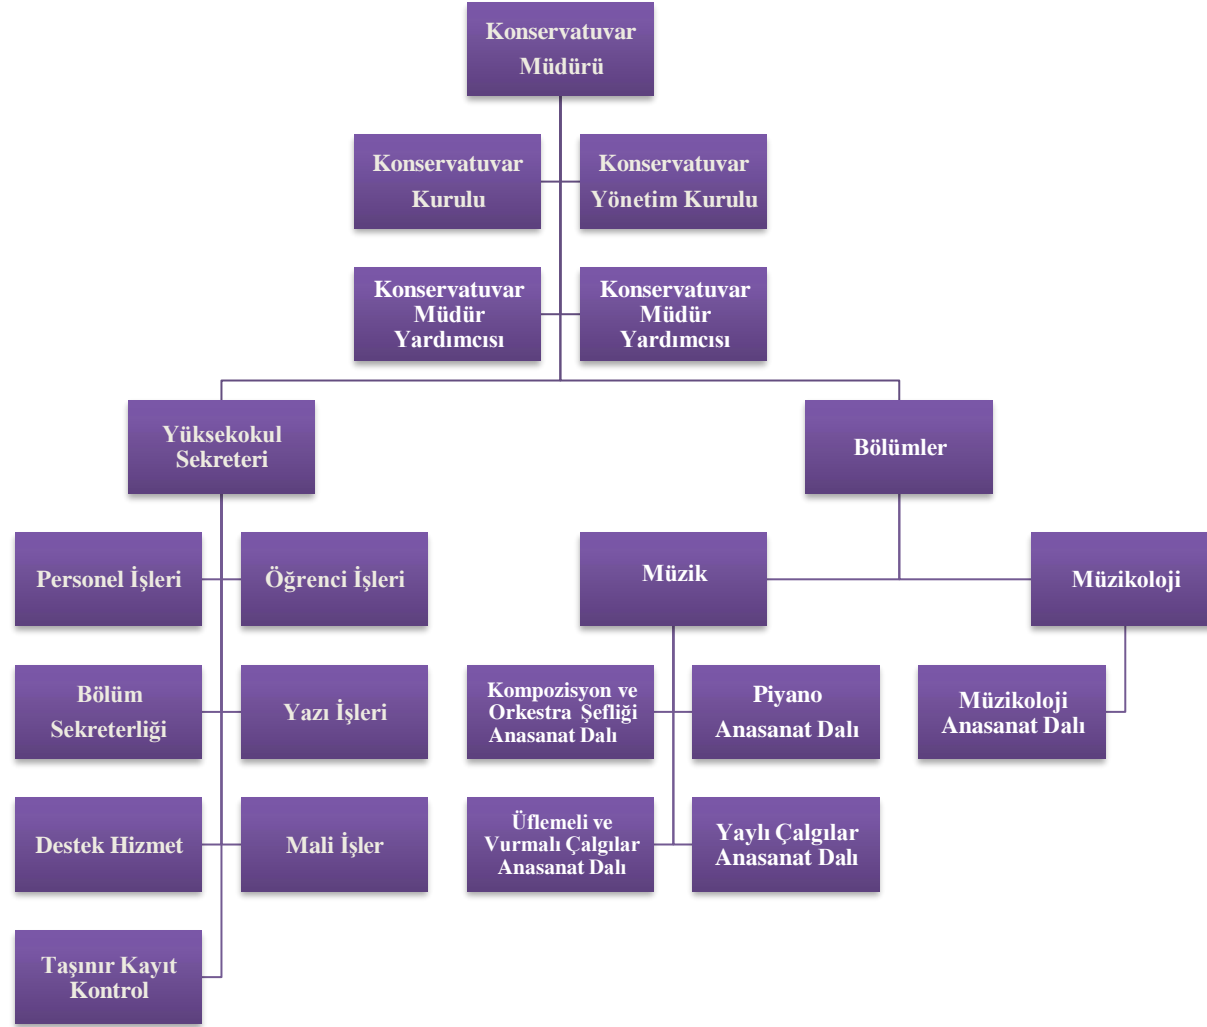 Konservatuvar
Müdürü
Konservatuvar
Kurulu
Konservatuvar
Yönetim Kurulu
Konservatuvar
Müdür
Yardımcısı
Konservatuvar
Müdür
Yardımcısı
Yüksekokul
Sekreteri
Bölümler
Personel İşleri
Öğrenci İşleri
Müzik
Müzikoloji
Bölüm
Sekreterliği
Yazı İşleri
Kompozisyon ve
Orkestra Şefliği
Anasanat Dalı
Piyano
Anasanat Dalı
Müzikoloji
Anasanat Dalı
Destek Hizmet
Mali İşler
Üflemeli ve
Vurmalı Çalgılar
Anasanat Dalı
Yaylı Çalgılar
Anasanat Dalı
Taşınır Kayıt
Kontrol